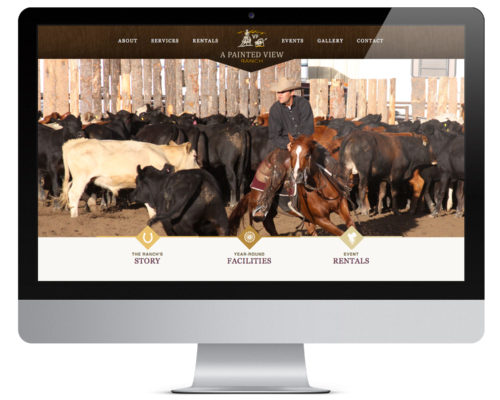 ABOUT SERVICES RENTALS EVENTS GALLERY CONTACT
A PAINTED VIEW
RANCH
THE RANCH'S
STORY
YEAR-ROUND
FACILITIES
EVENT
RENTALS